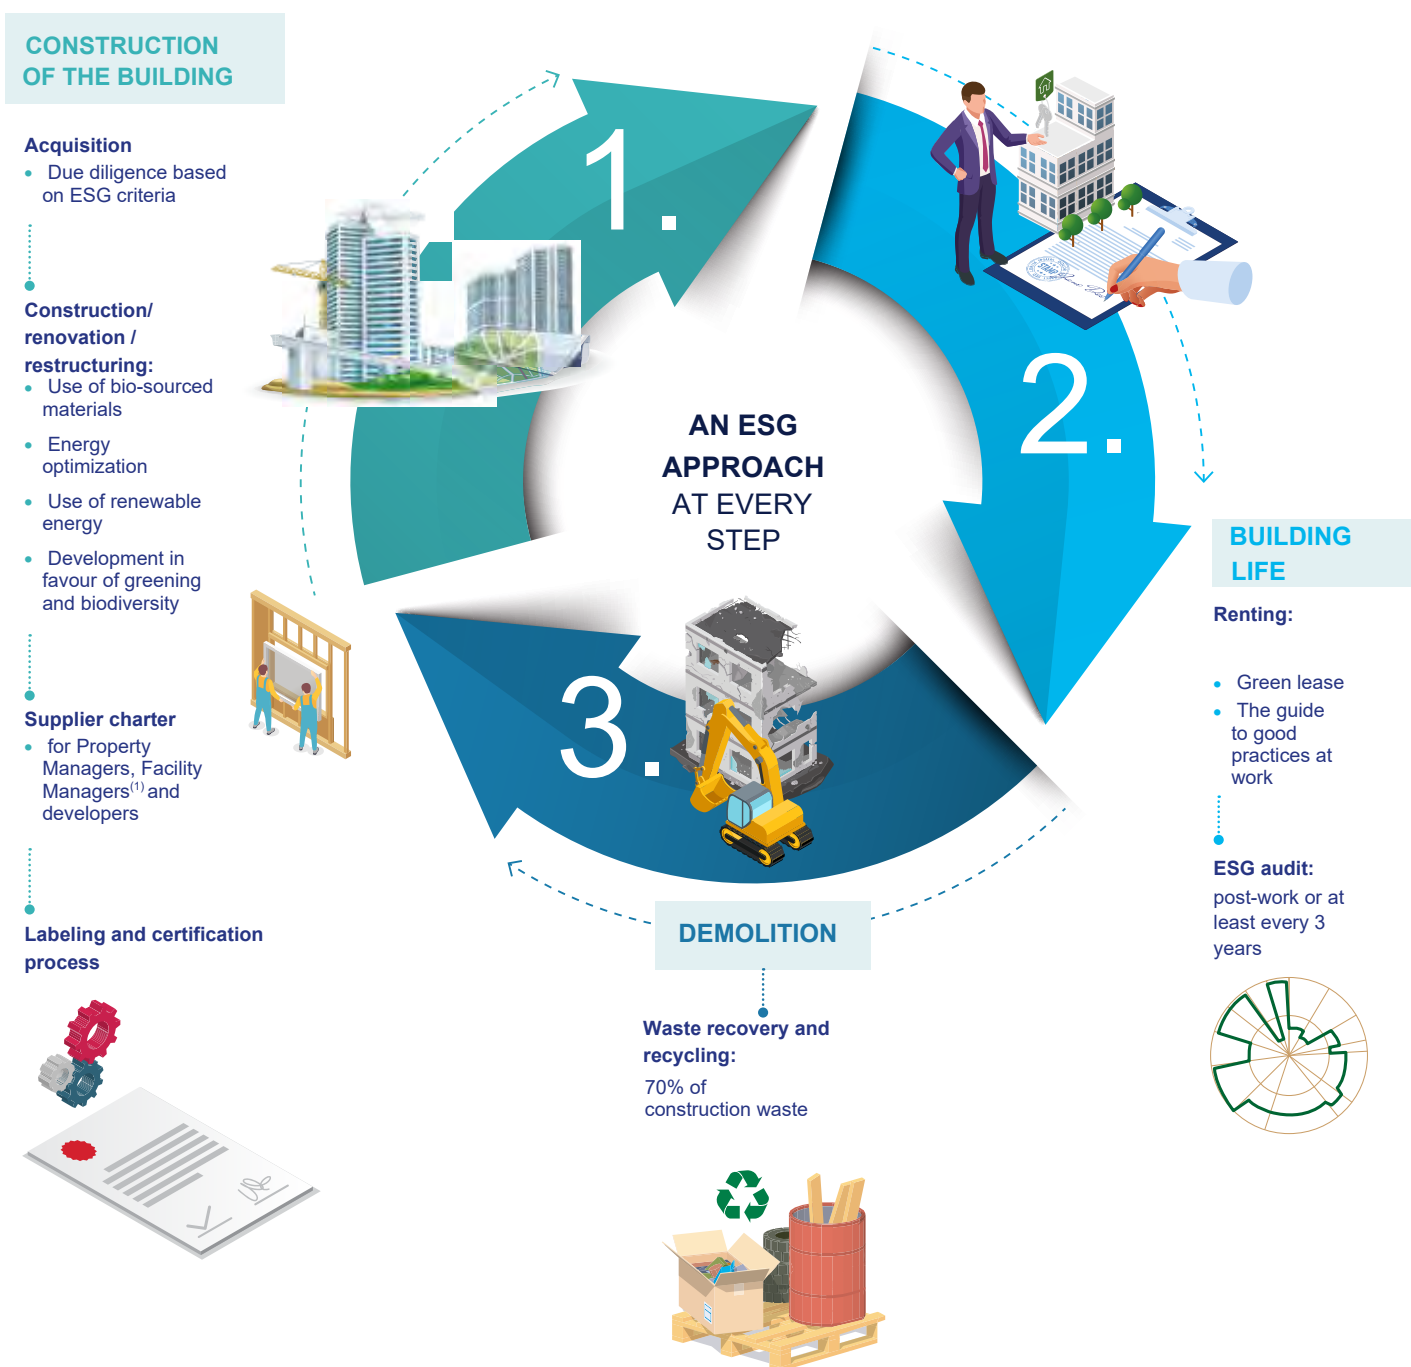 CONSTRUCTION
OF THE BUILDING
Acquisition
• Due diligence based
on ESG criteria
Construction/
renovation /
restructuring:
• Use of bio-sourced
materials
• Energy
optimization
• Use of renewable
energy
• Development in
favour of greening
and biodiversity
Supplier charter
• for Property
Managers, Facility
Managers(1) and
developers
Labeling and certification
process
1.
2.
3.
AN ESG
APPROACH
AT EVERY
STEP
STAMP
BUILDING
LIFE
Renting:
• Green lease
• The guide
to good
practices at
work
ESG audit:
post-work or at
least every 3
years
DEMOLITION
Waste recovery and
recycling:
70% of
construction waste